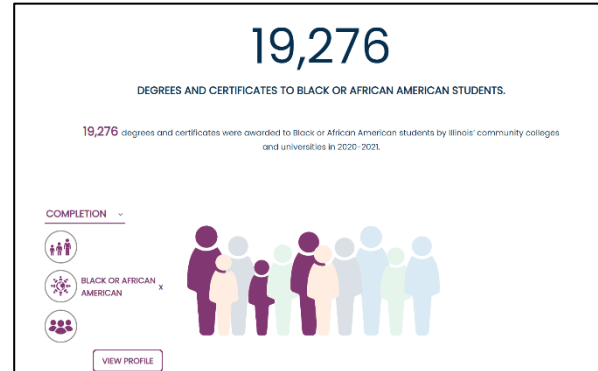 19,276
DEGREES AND CERTIFICATES TO BLACK OR AFRICAN AMERICAN STUDENTS.
19,276 degrees and certificates were awarded to Black or African American students by Illinois' community colleges
and universities in 2020-2021.
COMPLETION
BLACK OR AFRICAN
AMERICAN x
VIEW PROFILE